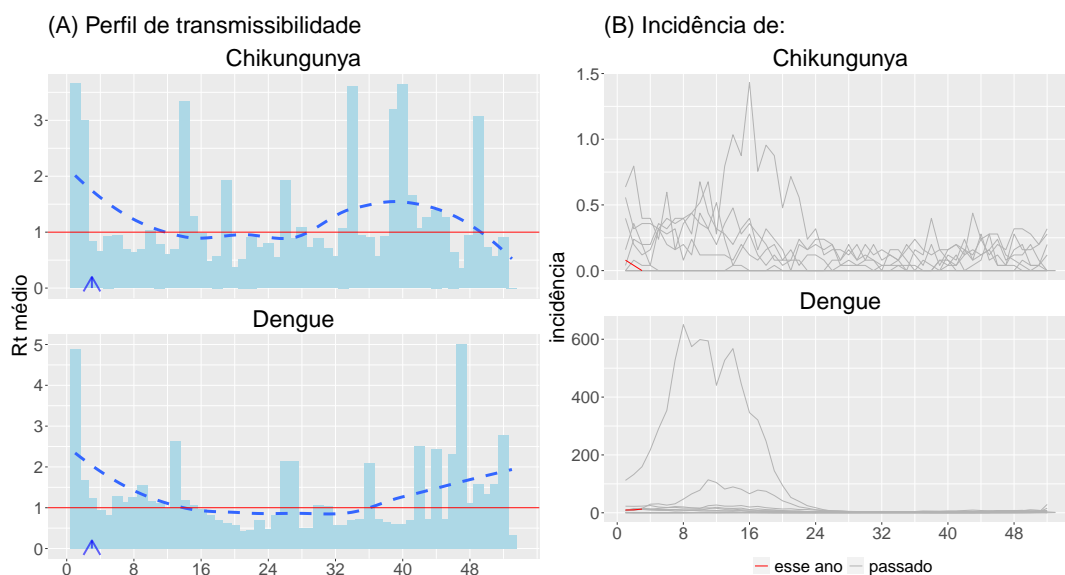 (A) Perfil de transmissibilidade
Chikungunya
3
2
1
0
Dengue
5
4
3
2
1
0
Rt médio
0 8 16 24 32 40 48
(B) Incidência de:
Chikungunya
1.5
1.0
0.5
0.0
Dengue
600
400
200
0
incidência
0 8 16 24 32 40 48
esse ano passado